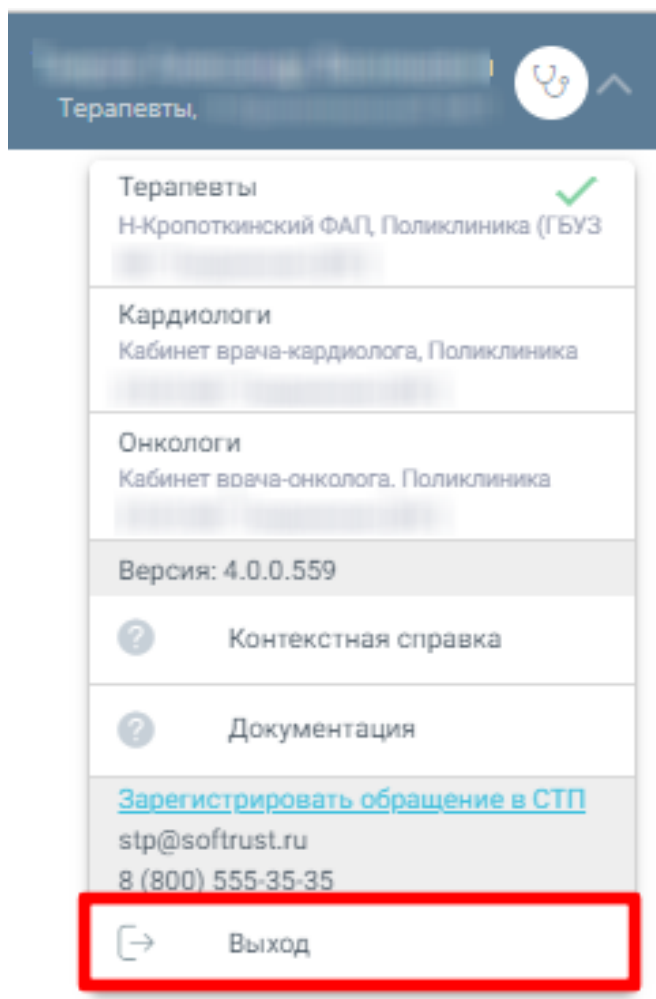 Терапевты,
Терапевты
Н-Кропоткинский ФАП, Поликлиника (ГБУЗ
Кардиологи
Кабинет врача-кардиолога, Поликлиника
Онкологи
Кабинет врача-онколога. Поликлиника
Версия: 4.0.0.559
Контекстная справка
Документация
Зарегистрировать обращение в СТП
stp@softrust.ru
8 (800) 555-35-35
Выход